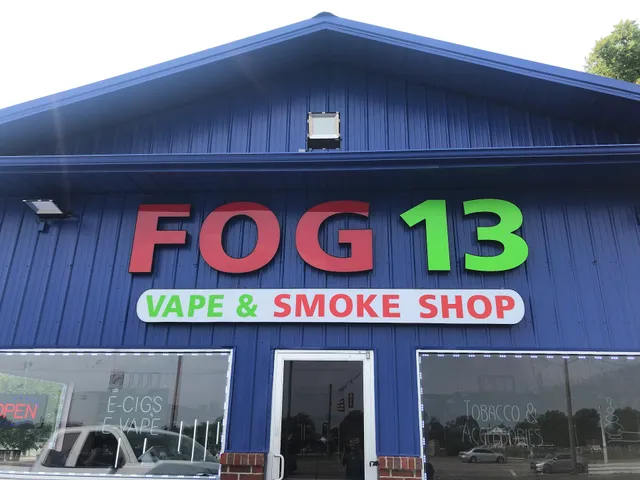 FOG 13
VAPE & SMOKE SHOP
OPEN
E-CIGS
E-VAPE
TOBACCO &
ACCESSORIES